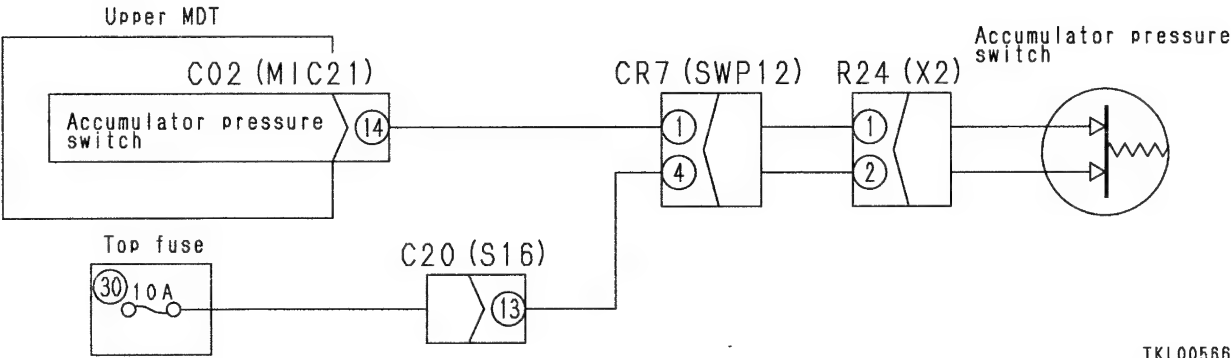 Upper MDT
Accumulator pressure
switch
C02 (MIC21)
CR7 (SWP12)
R24 (X2)
Accumulator pressure
switch
14
1
1
4
2
Top fuse
C20 (S16)
30
10A
13
TKL00566